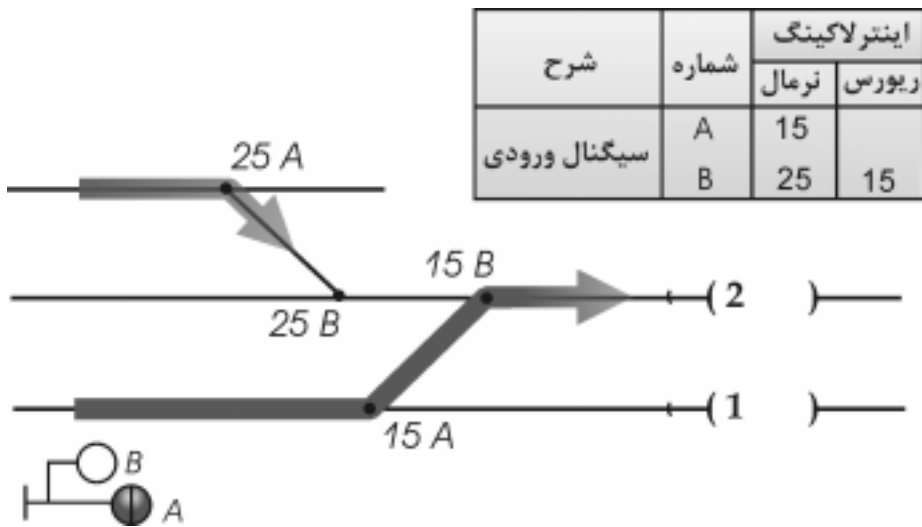 اینترلاکینگ
شرح شماره نرمال ریورس
سیگنال ورودی
A 15
B 25 15
25 A
15 B
( 2 )
25 B
( 1 )
15 A
B
A